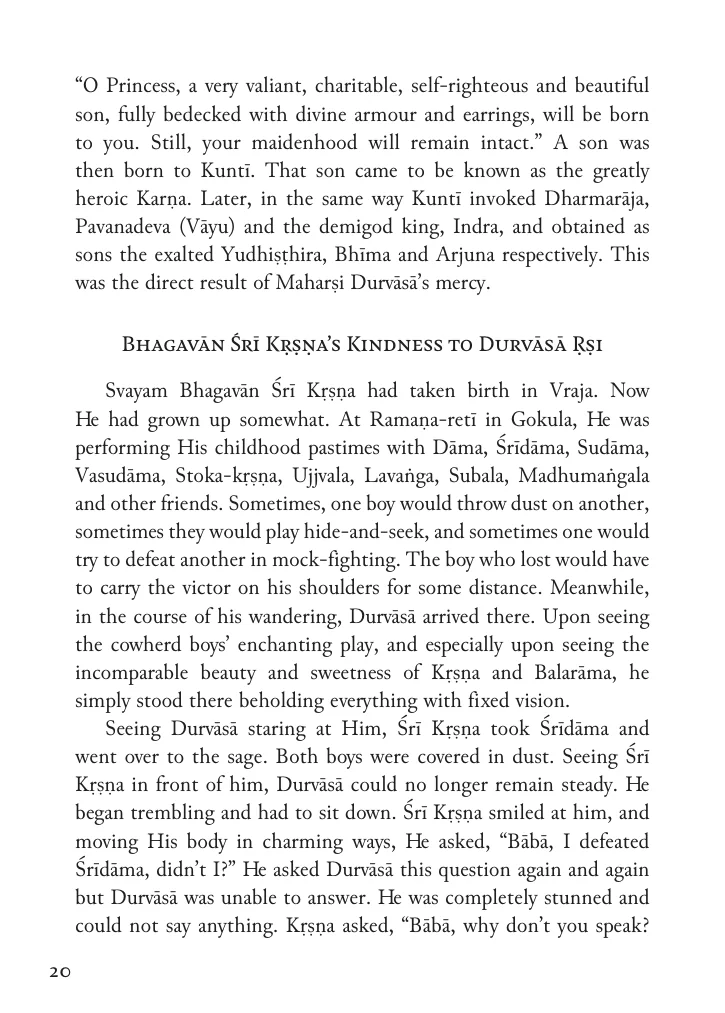 “O Princess, a very valiant, charitable, self-righteous and beautiful
son, fully bedecked with divine armour and earrings, will be born
to you. Still, your maidenhood will remain intact.” A son was
then born to Kuntī. That son came to be known as the greatly
heroic Karṇa. Later, in the same way Kuntī invoked Dharmarāja,
Pavanadeva (Vāyu) and the demigod king, Indra, and obtained as
sons the exalted Yudhiṣṭhira, Bhīma and Arjuna respectively. This
was the direct result of Maharṣi Durvāsā’s mercy.
Bhagavān Śrī Kṛṣṇa’s Kindness to Durvāsā Ṛṣi
Svayam Bhagavān Śrī Kṛṣṇa had taken birth in Vraja. Now
He had grown up somewhat. At Ramaṇa-retī in Gokula, He was
performing His childhood pastimes with Dāma, Śrīdāma, Sudāma,
Vasudāma, Stoka-kṛṣṇa, Ujjvala, Lavaṅga, Subala, Madhumaṅgala
and other friends. Sometimes, one boy would throw dust on another,
sometimes they would play hide-and-seek, and sometimes one would
try to defeat another in mock-fighting. The boy who lost would have
to carry the victor on his shoulders for some distance. Meanwhile,
in the course of his wandering, Durvāsā arrived there. Upon seeing
the cowherd boys’ enchanting play, and especially upon seeing the
incomparable beauty and sweetness of Kṛṣṇa and Balarāma, he
simply stood there beholding everything with fixed vision.
Seeing Durvāsā staring at Him, Śrī Kṛṣṇa took Śrīdāma and
went over to the sage. Both boys were covered in dust. Seeing Śrī
Kṛṣṇa in front of him, Durvāsā could no longer remain steady. He
began trembling and had to sit down. Śrī Kṛṣṇa smiled at him, and
moving His body in charming ways, He asked, “Bābā, I defeated
Śrīdāma, didn’t I?” He asked Durvāsā this question again and again
but Durvāsā was unable to answer. He was completely stunned and
could not say anything. Kṛṣṇa asked, “Bābā, why don’t you speak?
20